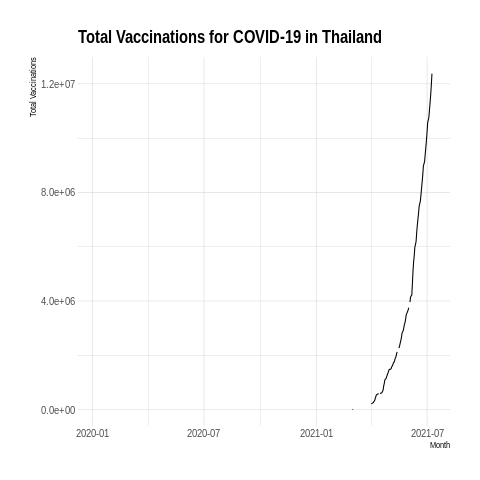 Total Vaccinations for COVID-19 in Thailand
Total Vaccinations
1.2e+07
8.0e+06
4.0e+06
0.0e+00
2020-01
2020-07
2021-01
2021-07
Month